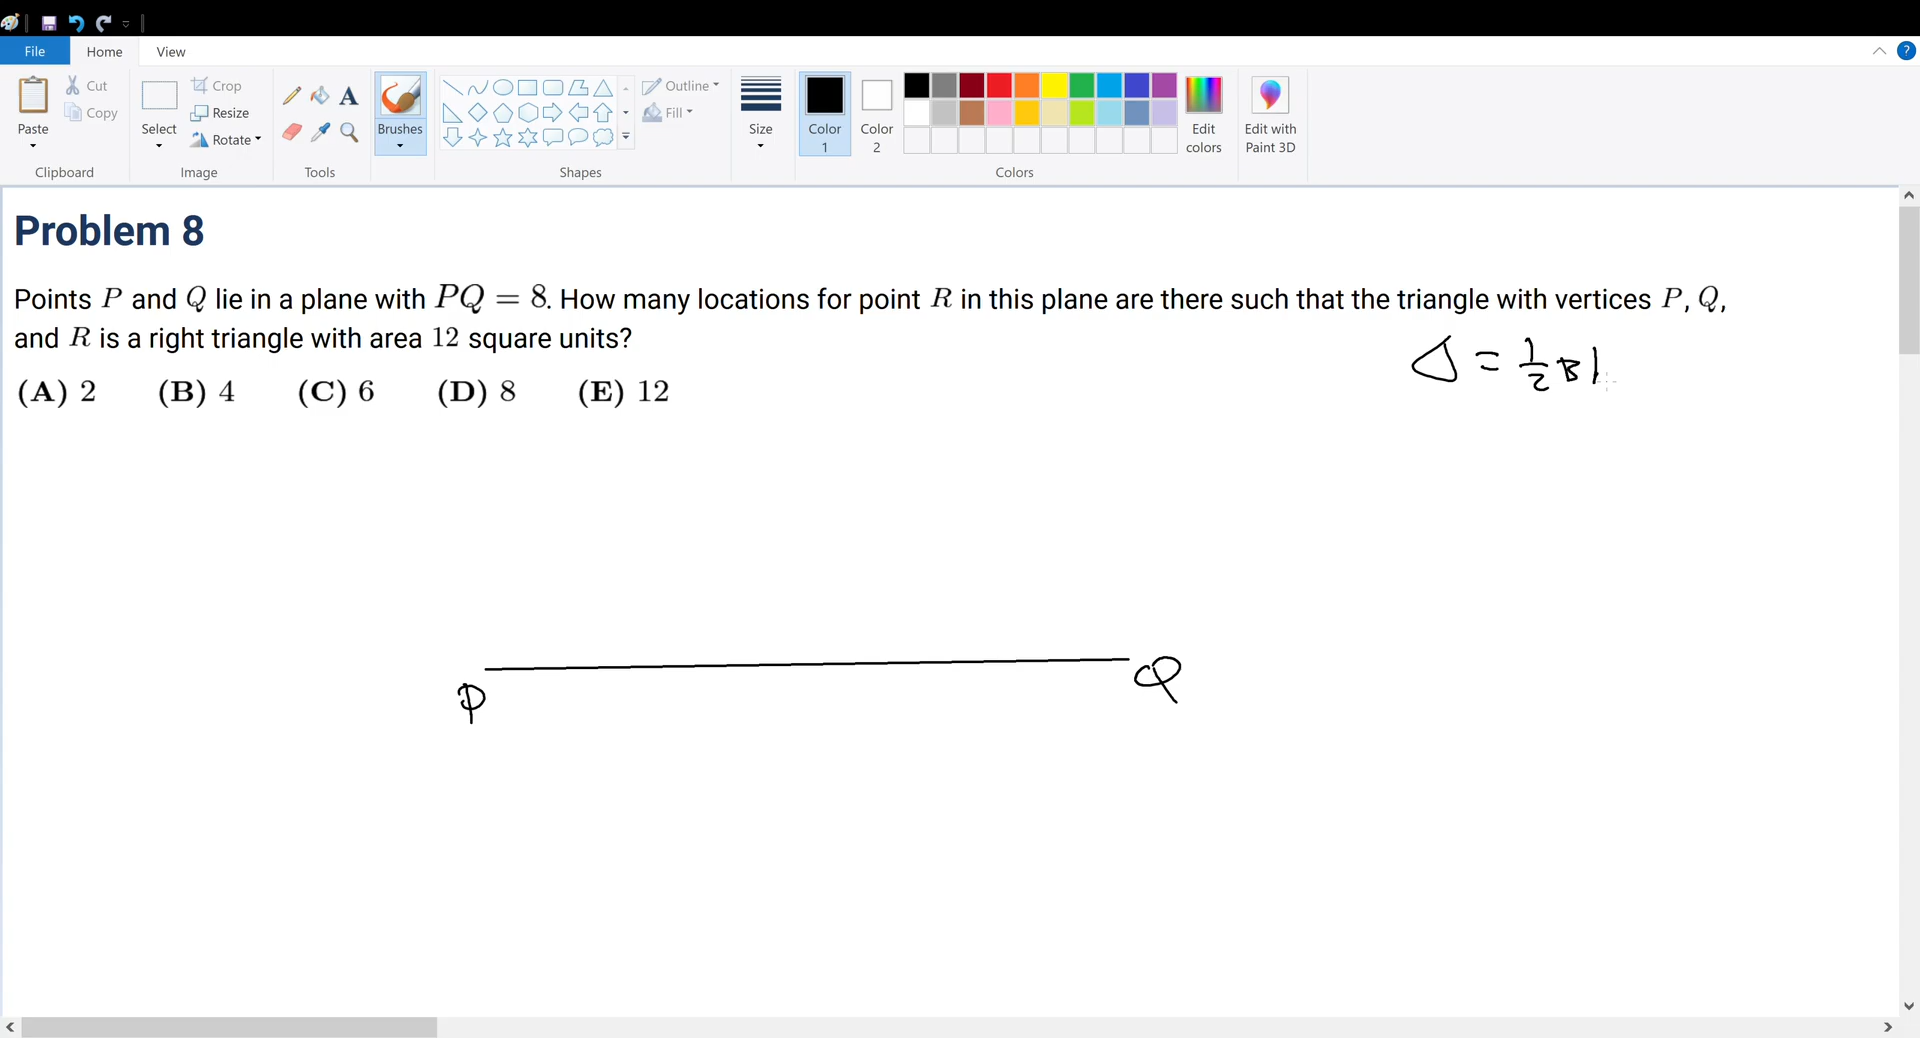 File Home View
Paste Cut Copy Clipboard
Select Crop Resize Rotate Image
A Tools
Brushes
Outline Fill Shapes
Size
Color 1 Color 2 Edit colors Colors
Edit with Paint 3D
?
Problem 8
Points P and Q lie in a plane with PQ = 8. How many locations for point R in this plane are there such that the triangle with vertices P, Q,
and R is a right triangle with area 12 square units?
(A) 2 (B) 4 (C) 6 (D) 8 (E) 12
△ = 1/2 B
P Q